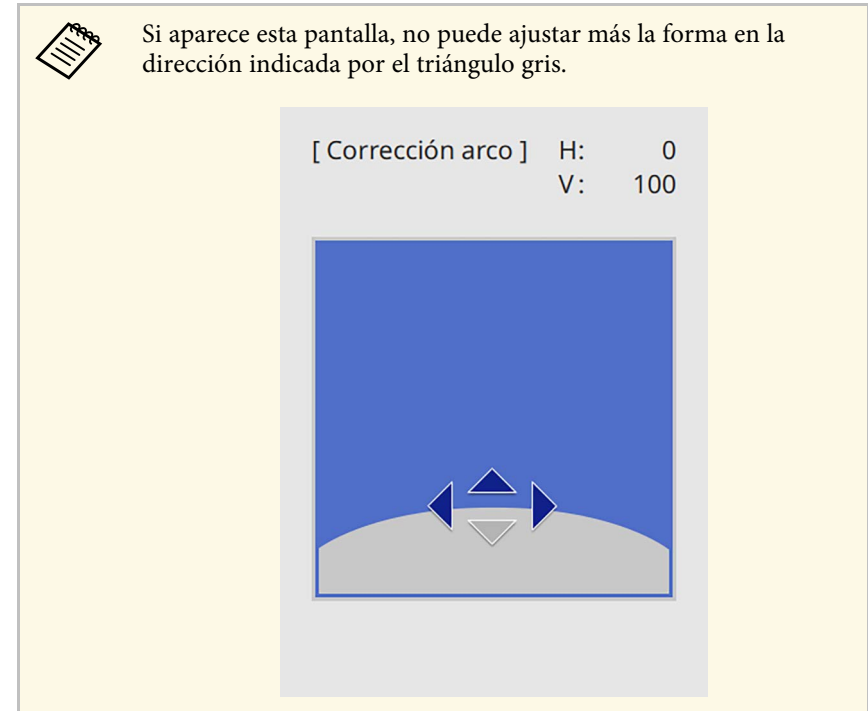 Si aparece esta pantalla, no puede ajustar más la forma en la
dirección indicada por el triángulo gris.
[ Corrección arco ] H: 0
V: 100